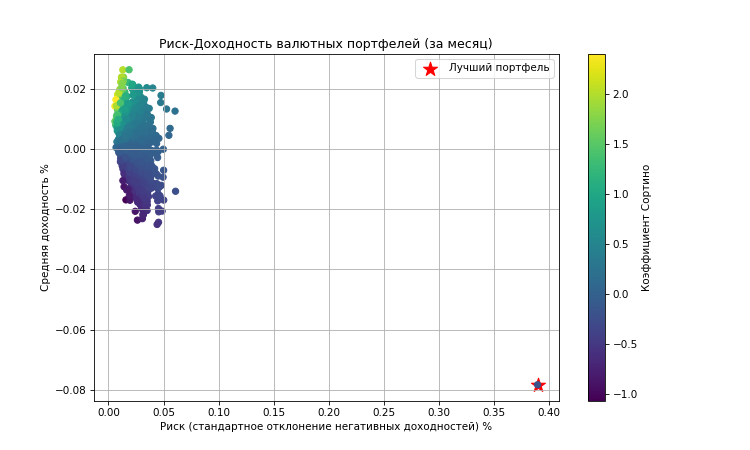 Риск-Доходность валютных портфелей (за месяц)
Лучший портфель
0.02
0.00
−0.02
−0.04
−0.06
−0.08
Средняя доходность %
0.00 0.05 0.10 0.15 0.20 0.25 0.30 0.35 0.40
Риск (стандартное отклонение негативных доходностей) %
2.0
1.5
1.0
0.5
0.0
−0.5
−1.0
Коэффициент Сортино